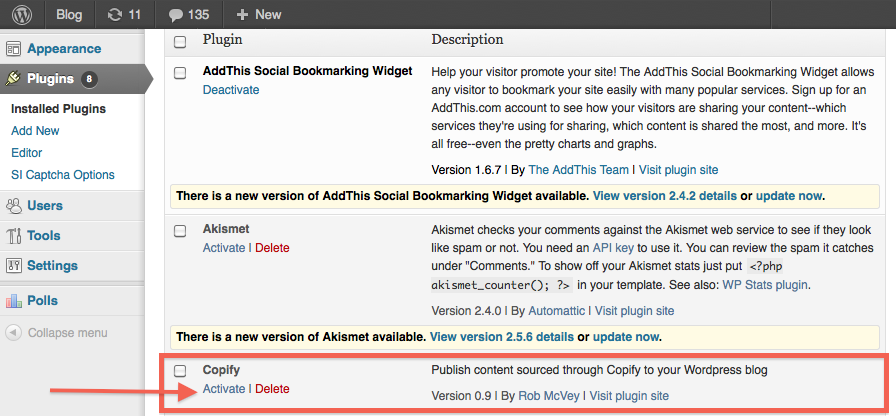 Blog 11 135 + New
Appearance
Plugins 8
Installed Plugins
Add New
Editor
SI Captcha Options
Users
Tools
Settings
Polls
Collapse menu
Plugin Description
AddThis Social Bookmarking Widget
Deactivate
Help your visitor promote your site! The AddThis Social Bookmarking Widget allows
any visitor to bookmark your site easily with many popular services. Sign up for an
AddThis.com account to see how your visitors are sharing your content--which
services they're using for sharing, which content is shared the most, and more. It's
all free--even the pretty charts and graphs.
Version 1.6.7 | By The AddThis Team | Visit plugin site
There is a new version of AddThis Social Bookmarking Widget available. View version 2.4.2 details or update now.
Akismet
Activate | Delete
Akismet checks your comments against the Akismet web service to see if they look
like spam or not. You need an API key to use it. You can review the spam it catches
under "Comments." To show off your Akismet stats just put <?php
akismet_counter(); ?> in your template. See also: WP Stats plugin.
Version 2.4.0 | By Automattic | Visit plugin site
There is a new version of Akismet available. View version 2.5.6 details or update now.
Copify
Activate | Delete
Publish content sourced through Copify to your Wordpress blog
Version 0.9 | By Rob McVey | Visit plugin site